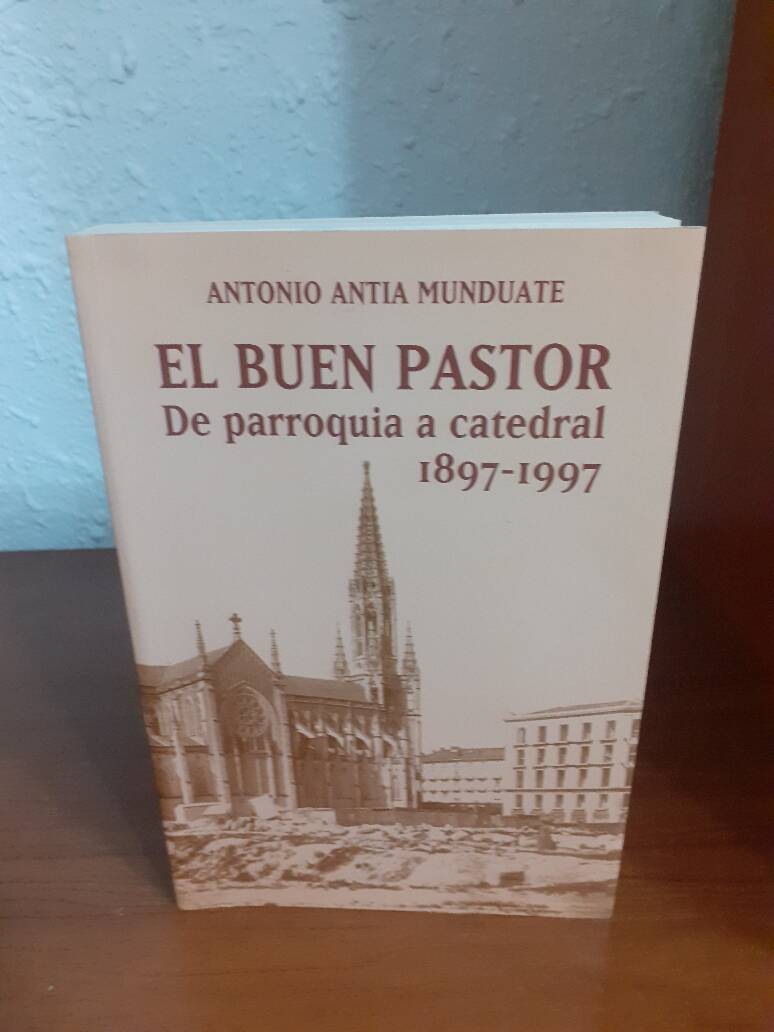 ANTONIO ANTIA MUNDUATE
EL BUEN PASTOR
De parroquia a catedral
1897-1997